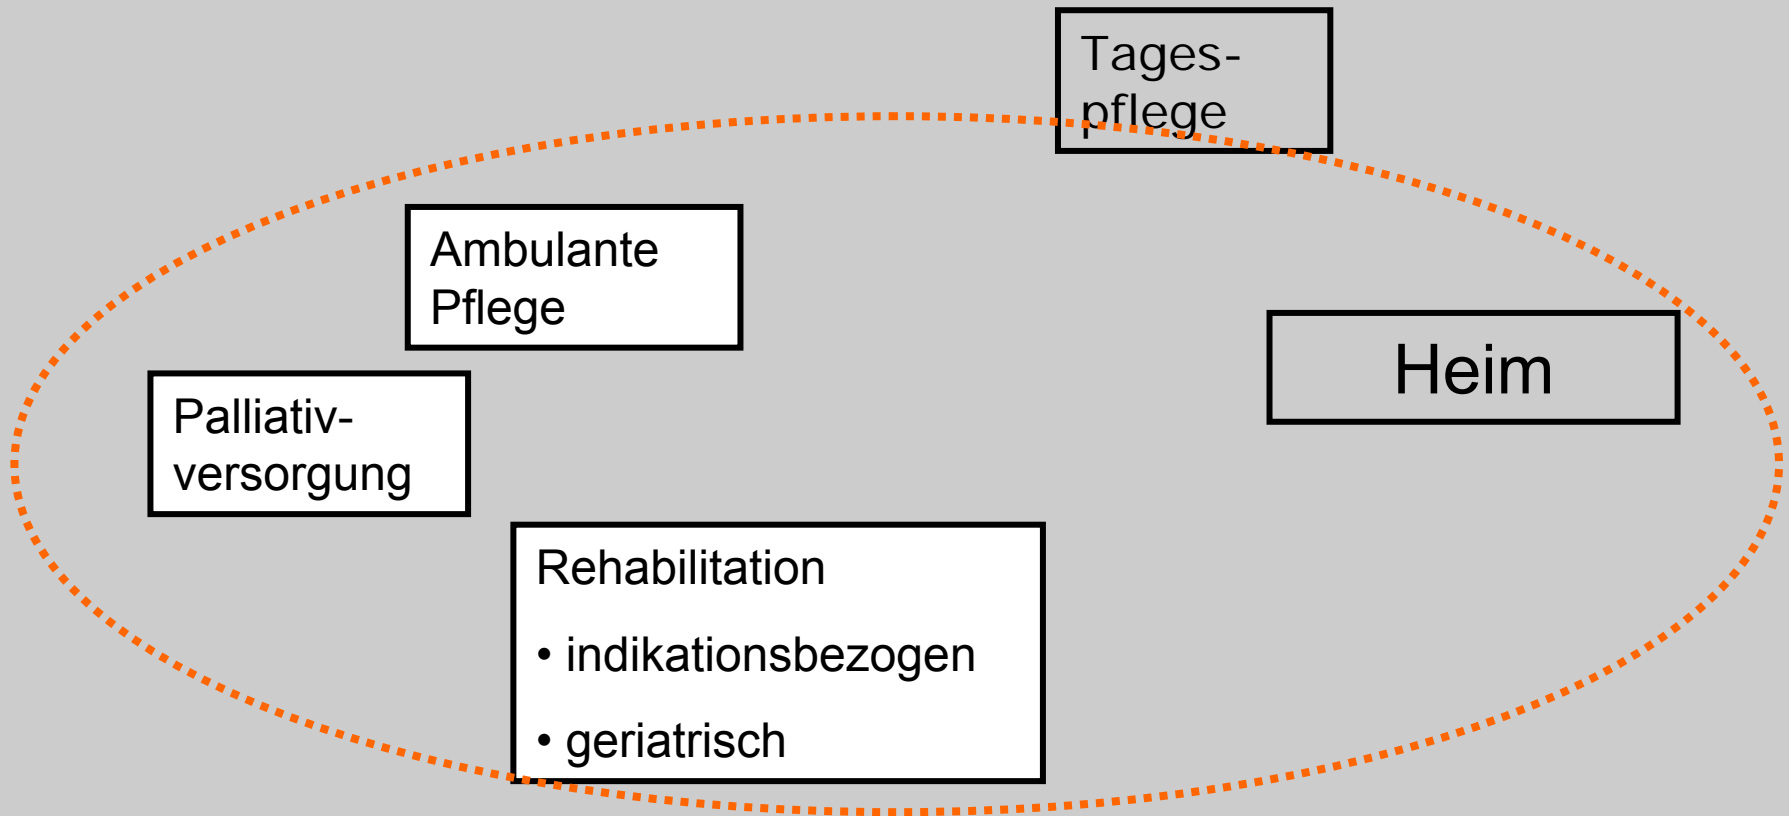 Tages-
pflege
Ambulante
Pflege
Heim
Palliativ-
versorgung
Rehabilitation
• indikationsbezogen
• geriatrisch